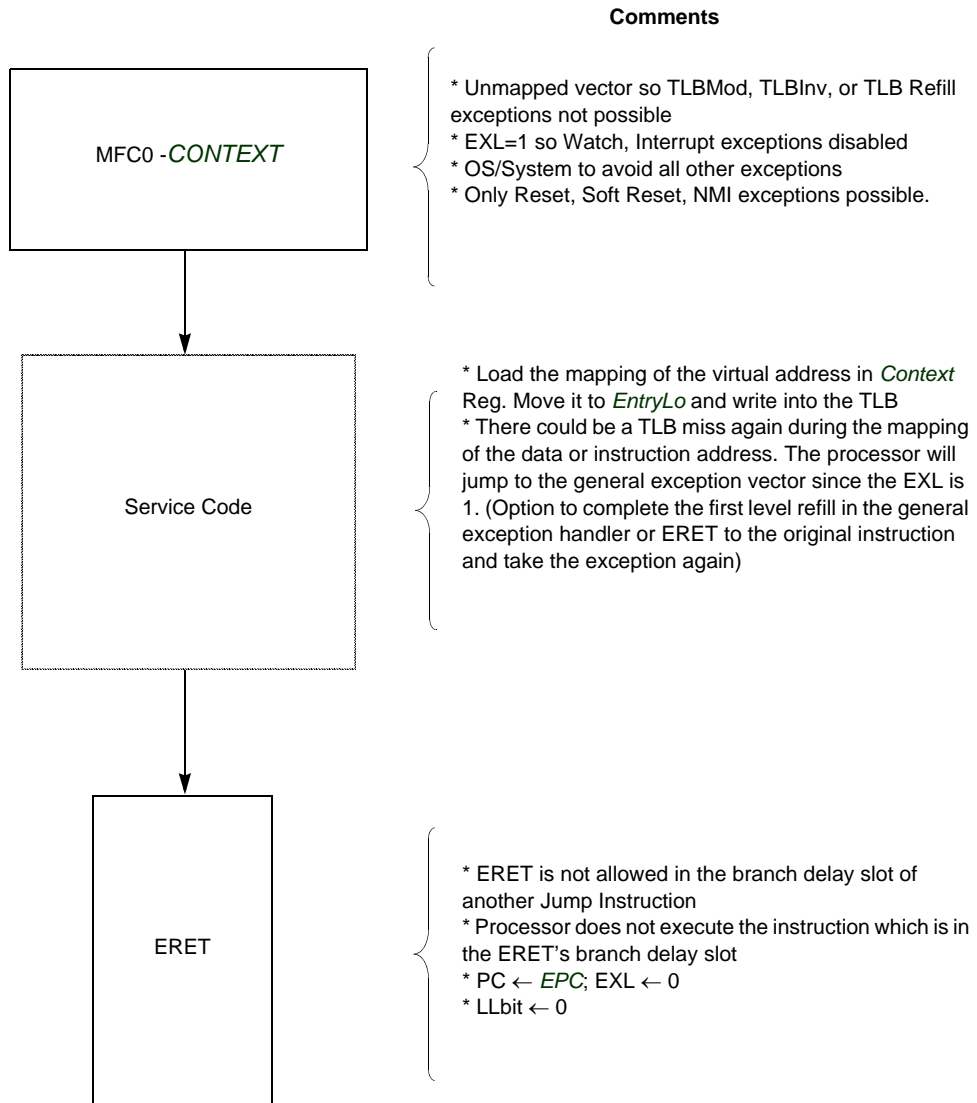 Comments
MFC0 -CONTEXT
* Unmapped vector so TLBMod, TLBInv, or TLB Refill
exceptions not possible
* EXL=1 so Watch, Interrupt exceptions disabled
* OS/System to avoid all other exceptions
* Only Reset, Soft Reset, NMI exceptions possible.
Service Code
* Load the mapping of the virtual address in Context
Reg. Move it to EntryLo and write into the TLB
* There could be a TLB miss again during the mapping
of the data or instruction address. The processor will
jump to the general exception vector since the EXL is
1. (Option to complete the first level refill in the general
exception handler or ERET to the original instruction
and take the exception again)
ERET
* ERET is not allowed in the branch delay slot of
another Jump Instruction
* Processor does not execute the instruction which is in
the ERET's branch delay slot
* PC ← EPC; EXL ← 0
* LLbit ← 0